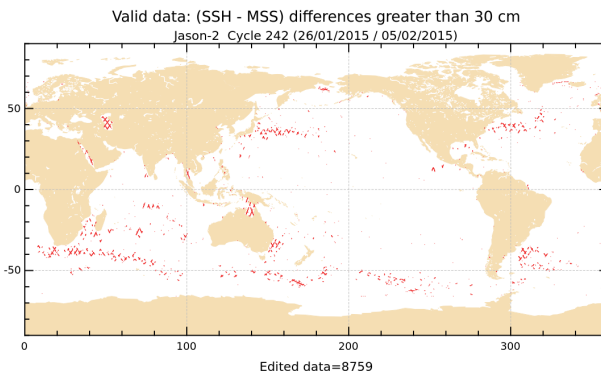 Valid data: (SSH - MSS) differences greater than 30 cm
Jason-2  Cycle 242 (26/01/2015 / 05/02/2015)
50
0
-50
0 100 200 300
Edited data=8759